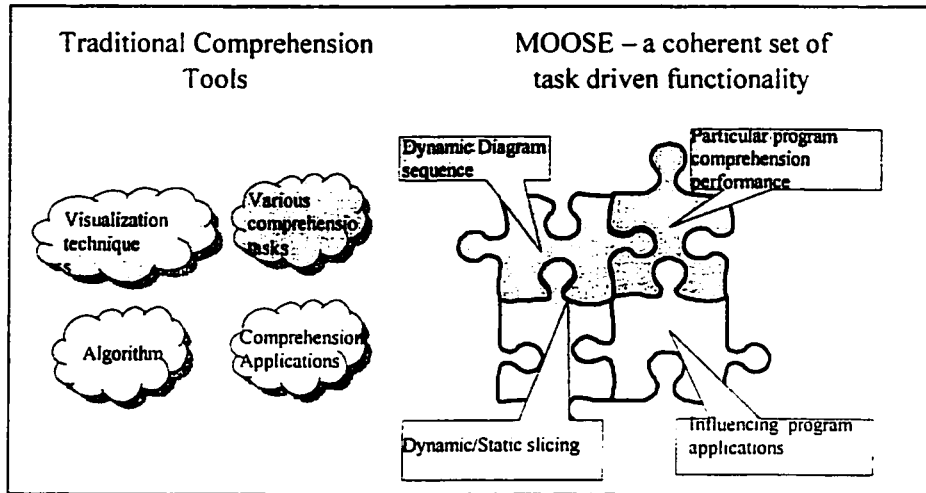 Traditional Comprehension
Tools
MOOSE – a coherent set of
task driven functionality
Visualization
technique
ss
Various
comprehensio
tasks
Algorithm
Comprehension
Applications
Dynamic Diagram
sequence
Particular program
comprehension
performance
Dynamic/Static slicing
Influencing program
applications